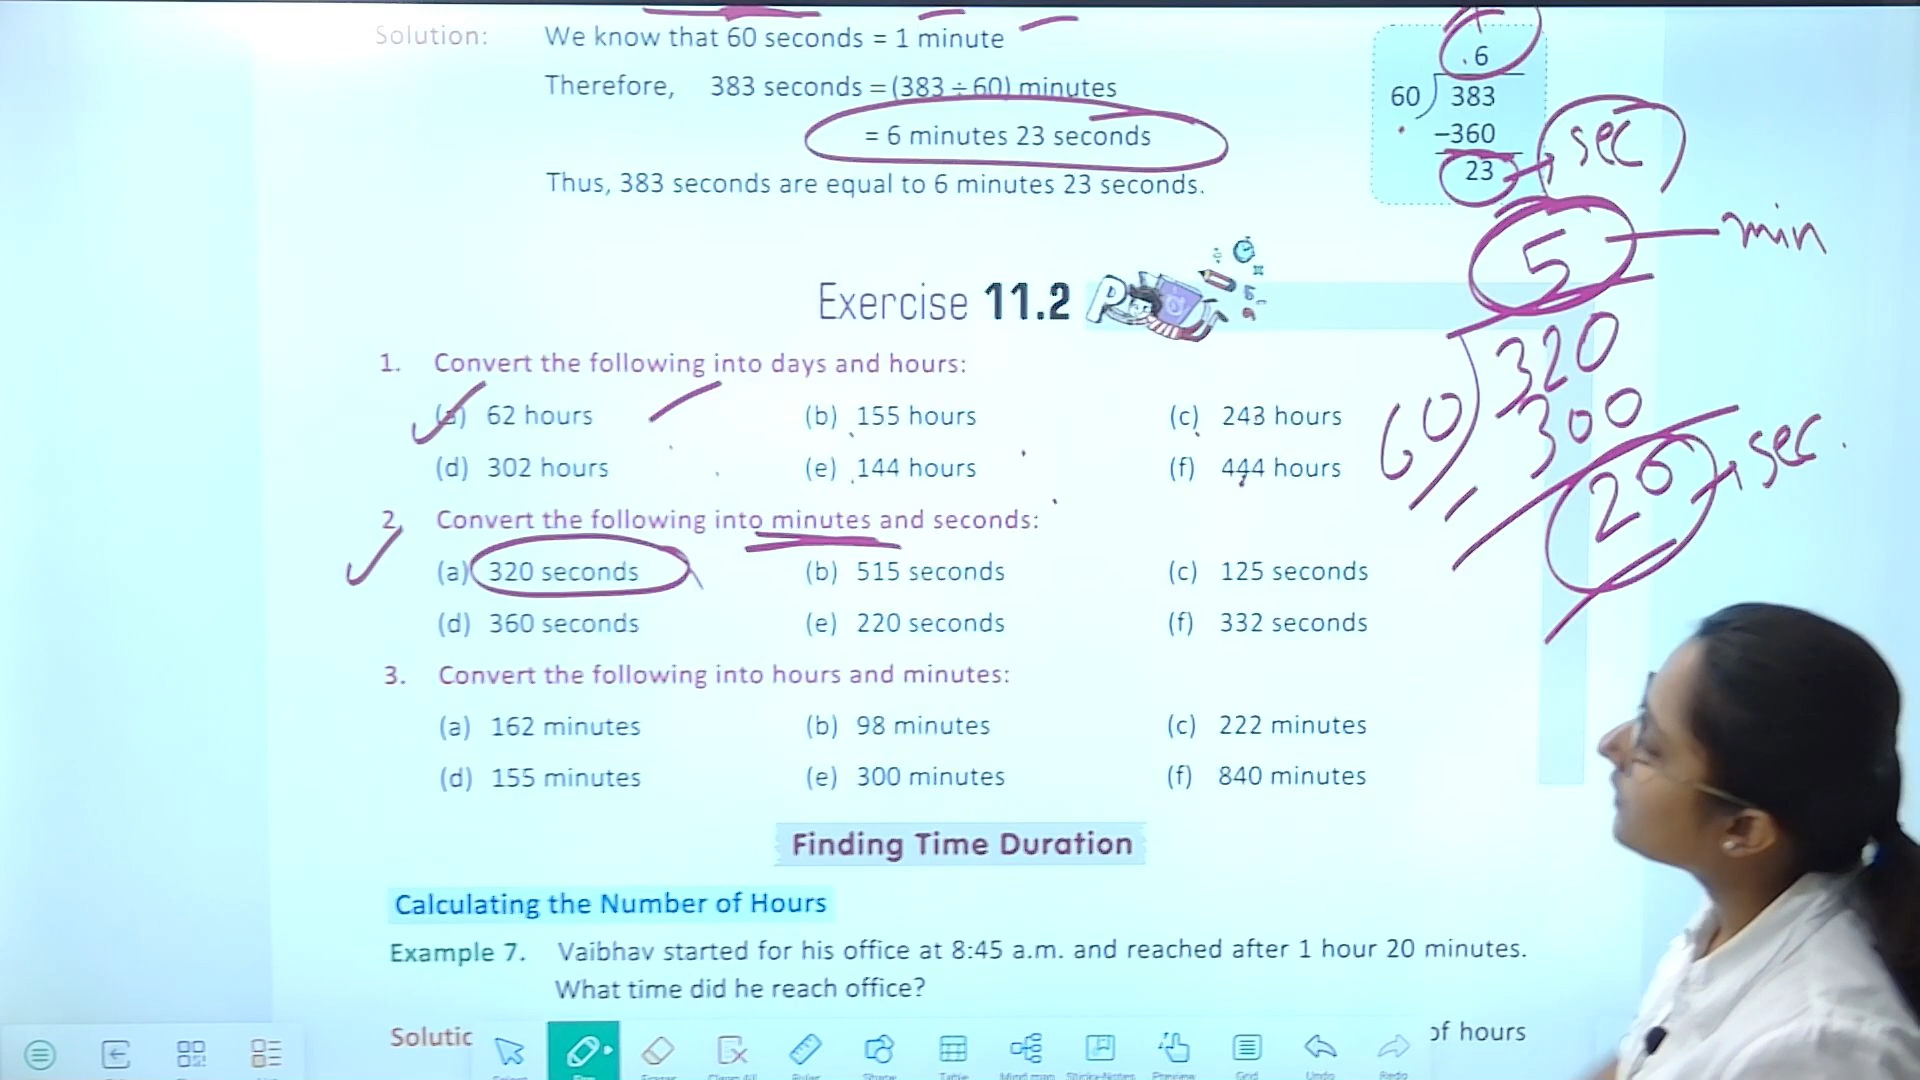 Solution: We know that 60 seconds = 1 minute
Therefore, 383 seconds = (383 ÷ 60) minutes
= 6 minutes 23 seconds
Thus, 383 seconds are equal to 6 minutes 23 seconds.
6
60 383
−360
23
sec
5 min
60 320
300
20 sec.
Exercise 11.2
1. Convert the following into days and hours:
(a) 62 hours (b) 155 hours (c) 243 hours
(d) 302 hours (e) 144 hours (f) 444 hours
2. Convert the following into minutes and seconds:
(a) 320 seconds (b) 515 seconds (c) 125 seconds
(d) 360 seconds (e) 220 seconds (f) 332 seconds
3. Convert the following into hours and minutes:
(a) 162 minutes (b) 98 minutes (c) 222 minutes
(d) 155 minutes (e) 300 minutes (f) 840 minutes
Finding Time Duration
Calculating the Number of Hours
Example 7. Vaibhav started for his office at 8:45 a.m. and reached after 1 hour 20 minutes.
What time did he reach office?
Solutio of hours